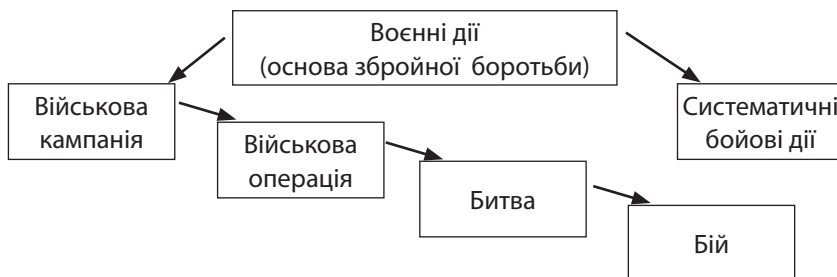 Воєнні дії
(основа збройної боротьби)
Військова
кампанія
Систематичні
бойові дії
Військова
операція
Битва
Бій